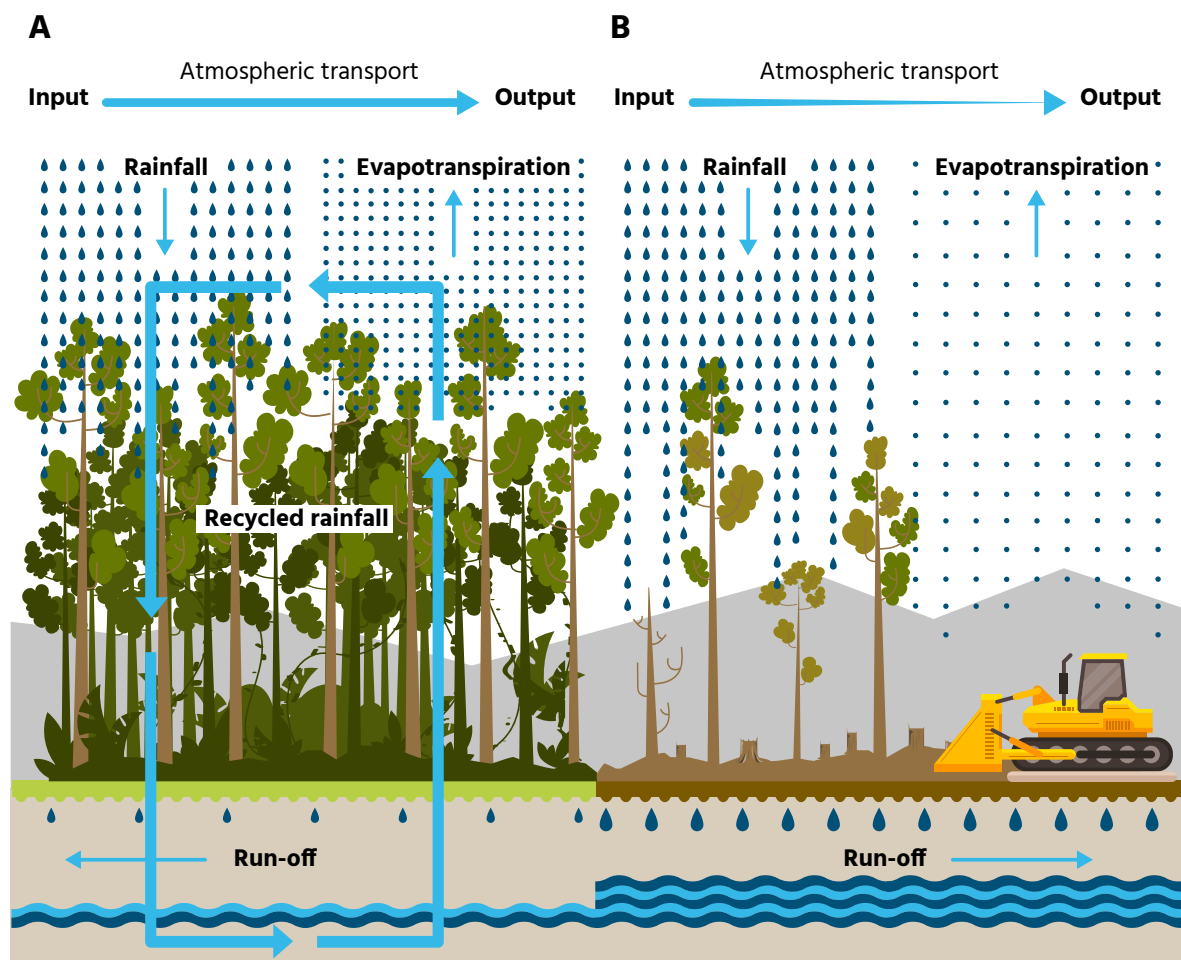 A
B
Atmospheric transport
Input
Output
Atmospheric transport
Input
Output
Rainfall
Evapotranspiration
Rainfall
Evapotranspiration
Recycled rainfall
Run-off
Run-off